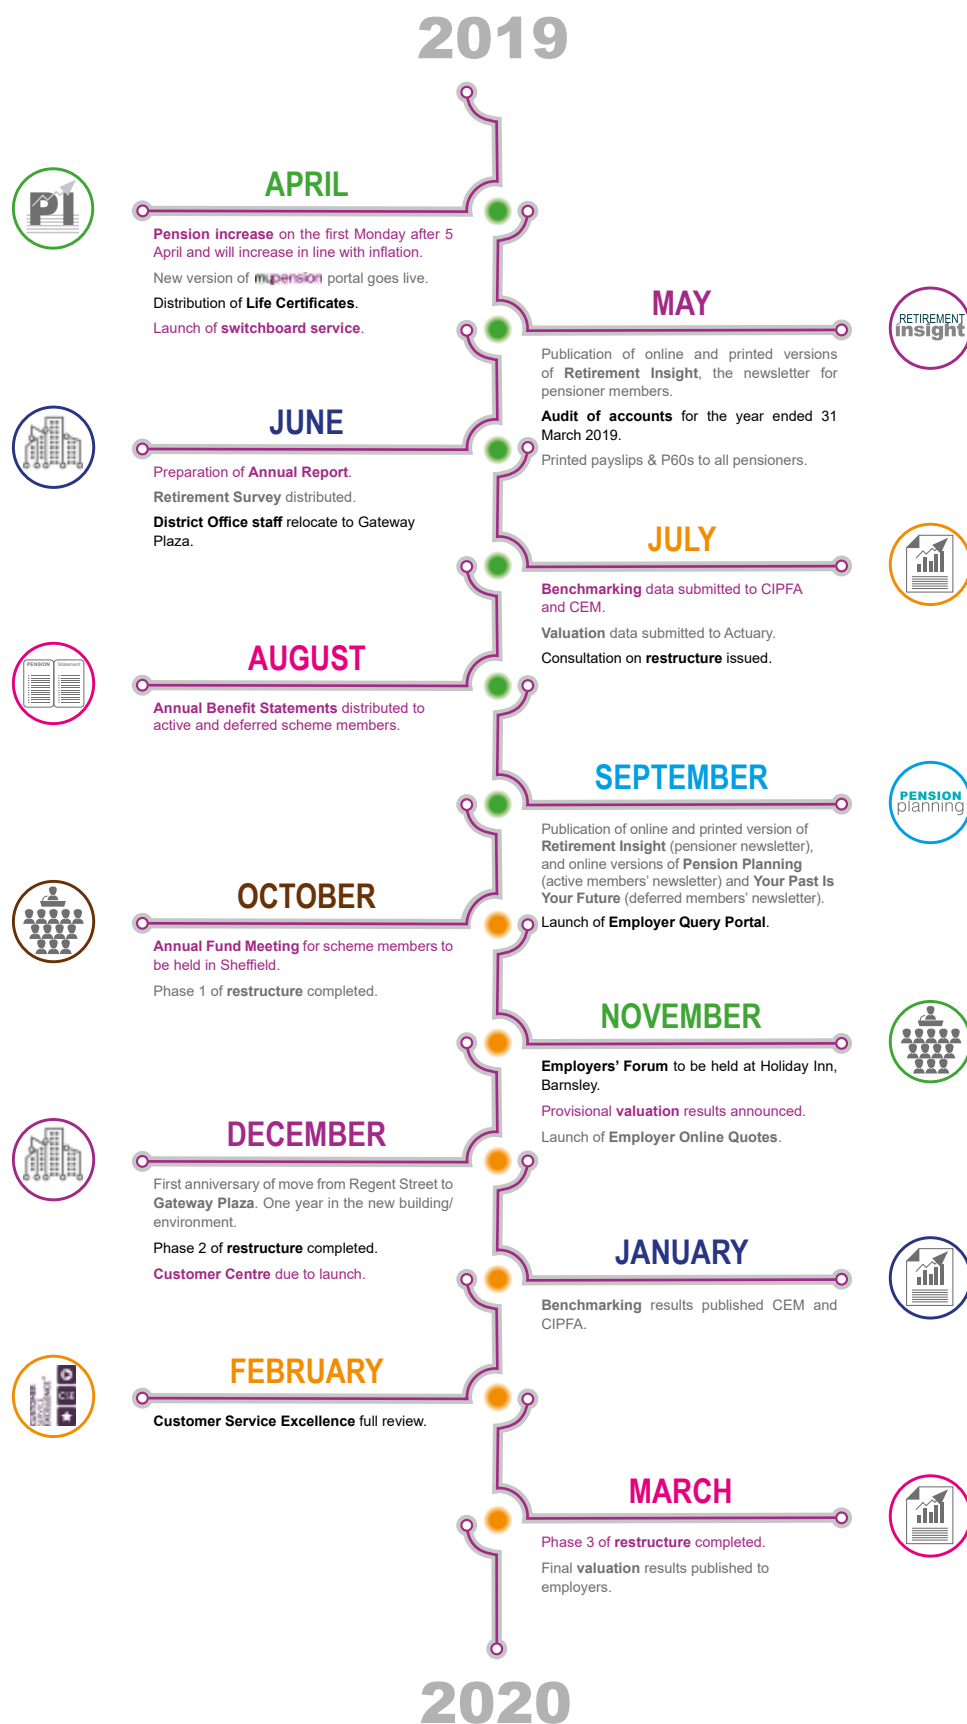 2019
PI
APRIL
Pension increase on the first Monday after 5
April and will increase in line with inflation.
New version of mypension portal goes live.
Distribution of Life Certificates.
Launch of switchboard service.
MAY
RETIREMENT
insight
Publication of online and printed versions
of Retirement Insight, the newsletter for
pensioner members.
Audit of accounts for the year ended 31
March 2019.
Printed payslips & P60s to all pensioners.
JUNE
Preparation of Annual Report.
Retirement Survey distributed.
District Office staff relocate to Gateway
Plaza.
JULY
Benchmarking data submitted to CIPFA
and CEM.
Valuation data submitted to Actuary.
Consultation on restructure issued.
PENSION Statement
AUGUST
Annual Benefit Statements distributed to
active and deferred scheme members.
SEPTEMBER
PENSION
planning
Publication of online and printed version of
Retirement Insight (pensioner newsletter),
and online versions of Pension Planning
(active members' newsletter) and Your Past Is
Your Future (deferred members' newsletter).
Launch of Employer Query Portal.
OCTOBER
Annual Fund Meeting for scheme members to
be held in Sheffield.
Phase 1 of restructure completed.
NOVEMBER
Employers' Forum to be held at Holiday Inn,
Barnsley.
Provisional valuation results announced.
Launch of Employer Online Quotes.
DECEMBER
First anniversary of move from Regent Street to
Gateway Plaza. One year in the new building/
environment.
Phase 2 of restructure completed.
Customer Centre due to launch.
JANUARY
Benchmarking results published CEM and
CIPFA.
CUSTOMER
SERVICE
EXCELLENCE
CSE
FEBRUARY
Customer Service Excellence full review.
MARCH
Phase 3 of restructure completed.
Final valuation results published to
employers.
2020